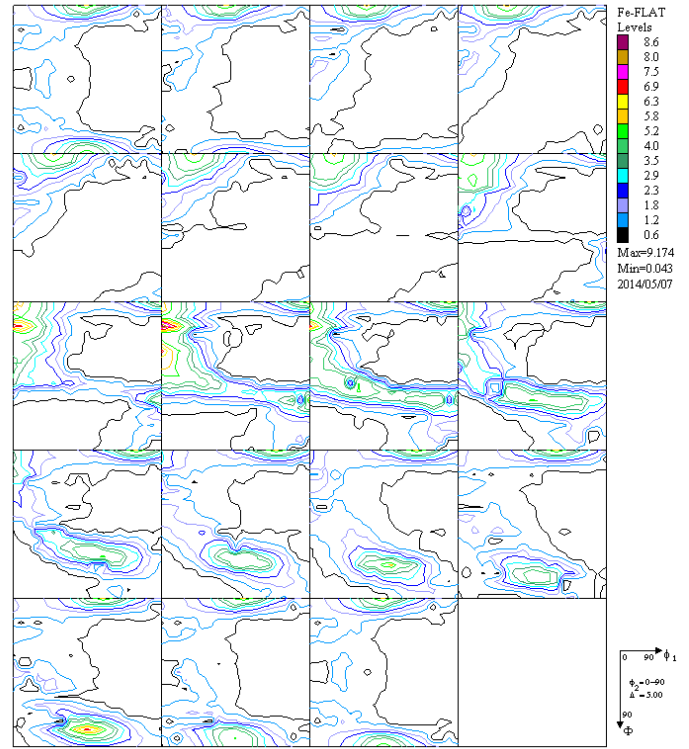 Fe-FLAT
Levels
8.6
8.0
7.5
6.9
6.3
5.8
5.2
4.0
3.5
2.9
2.3
1.8
1.2
0.6
Max=9.174
Min=0.043
2014/05/07
0 90 ϕ 1
ϕ2=0-90
Δ =5.00
90
Φ